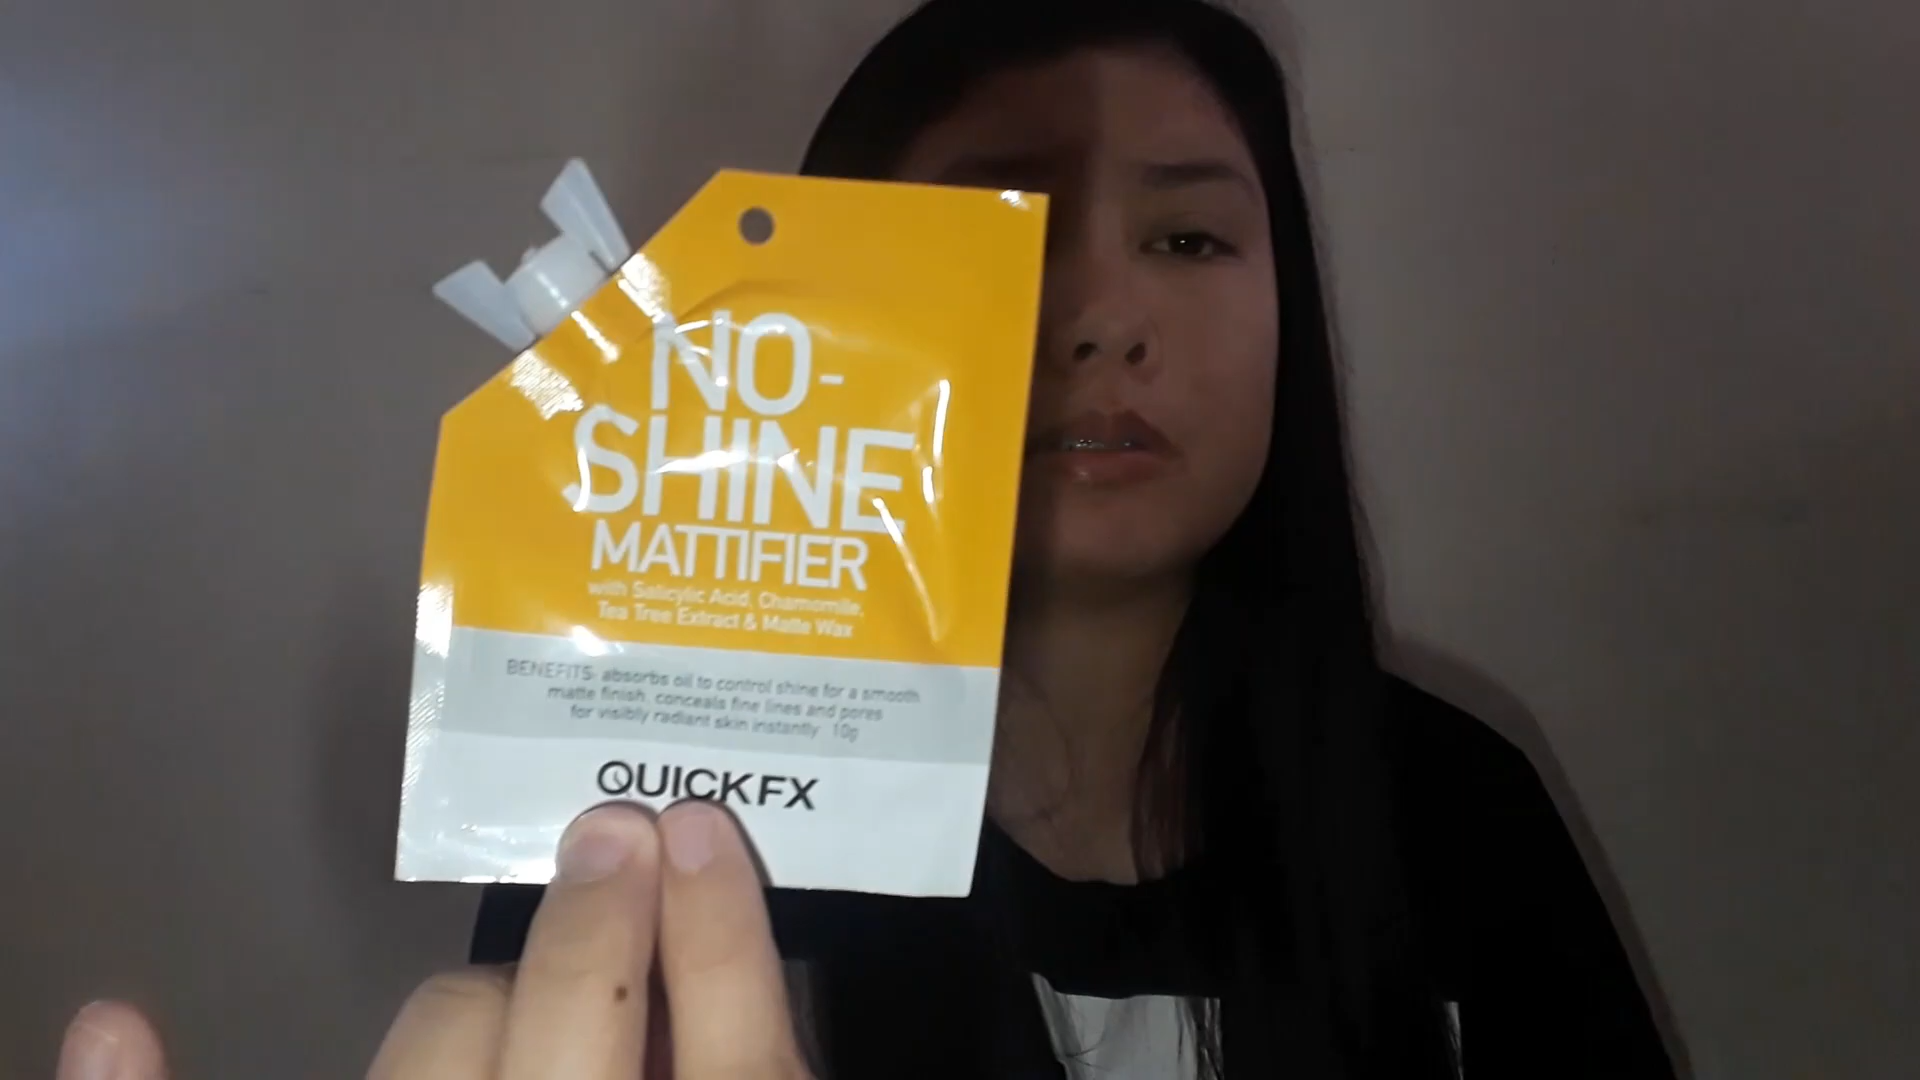 NO-
SHINE
MATTIFIER
with Salicylic Acid, Chamomile,
Tea Tree Extract & Matte Wax
BENEFITS: absorbs oil to control shine for a smooth
matte finish, conceals fine lines and pores
for visibly radiant skin instantly 10g
QUICKFX